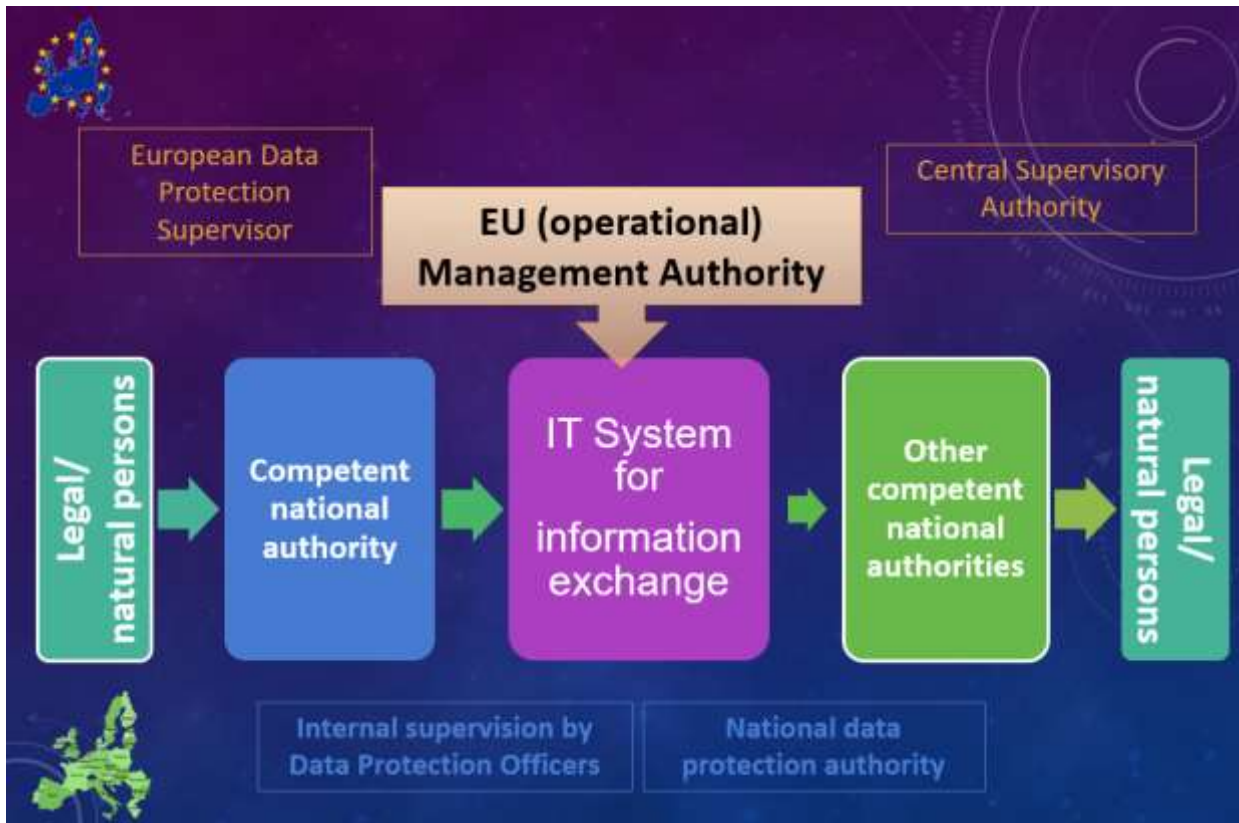 European Data
Protection
Supervisor
Central Supervisory
Authority
EU (operational)
Management Authority
Legal/
natural persons
Competent
national
authority
IT System
for
information
exchange
Other
competent
national
authorities
Legal/
natural persons
Internal supervision by
Data Protection Officers
National data
protection authority